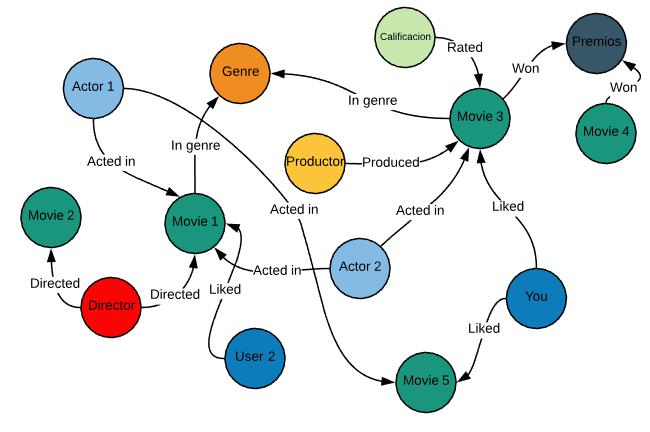 Calificacion
Premios
Rated
Genre
Won
Actor 1
Won
In genre
Movie 3
Movie 4
In genre
Acted in
Productor
Produced
Movie 2
Movie 1
Acted in
Acted in
Liked
Acted in
Actor 2
Directed
Directed
Liked
Director
You
Liked
User 2
Movie 5